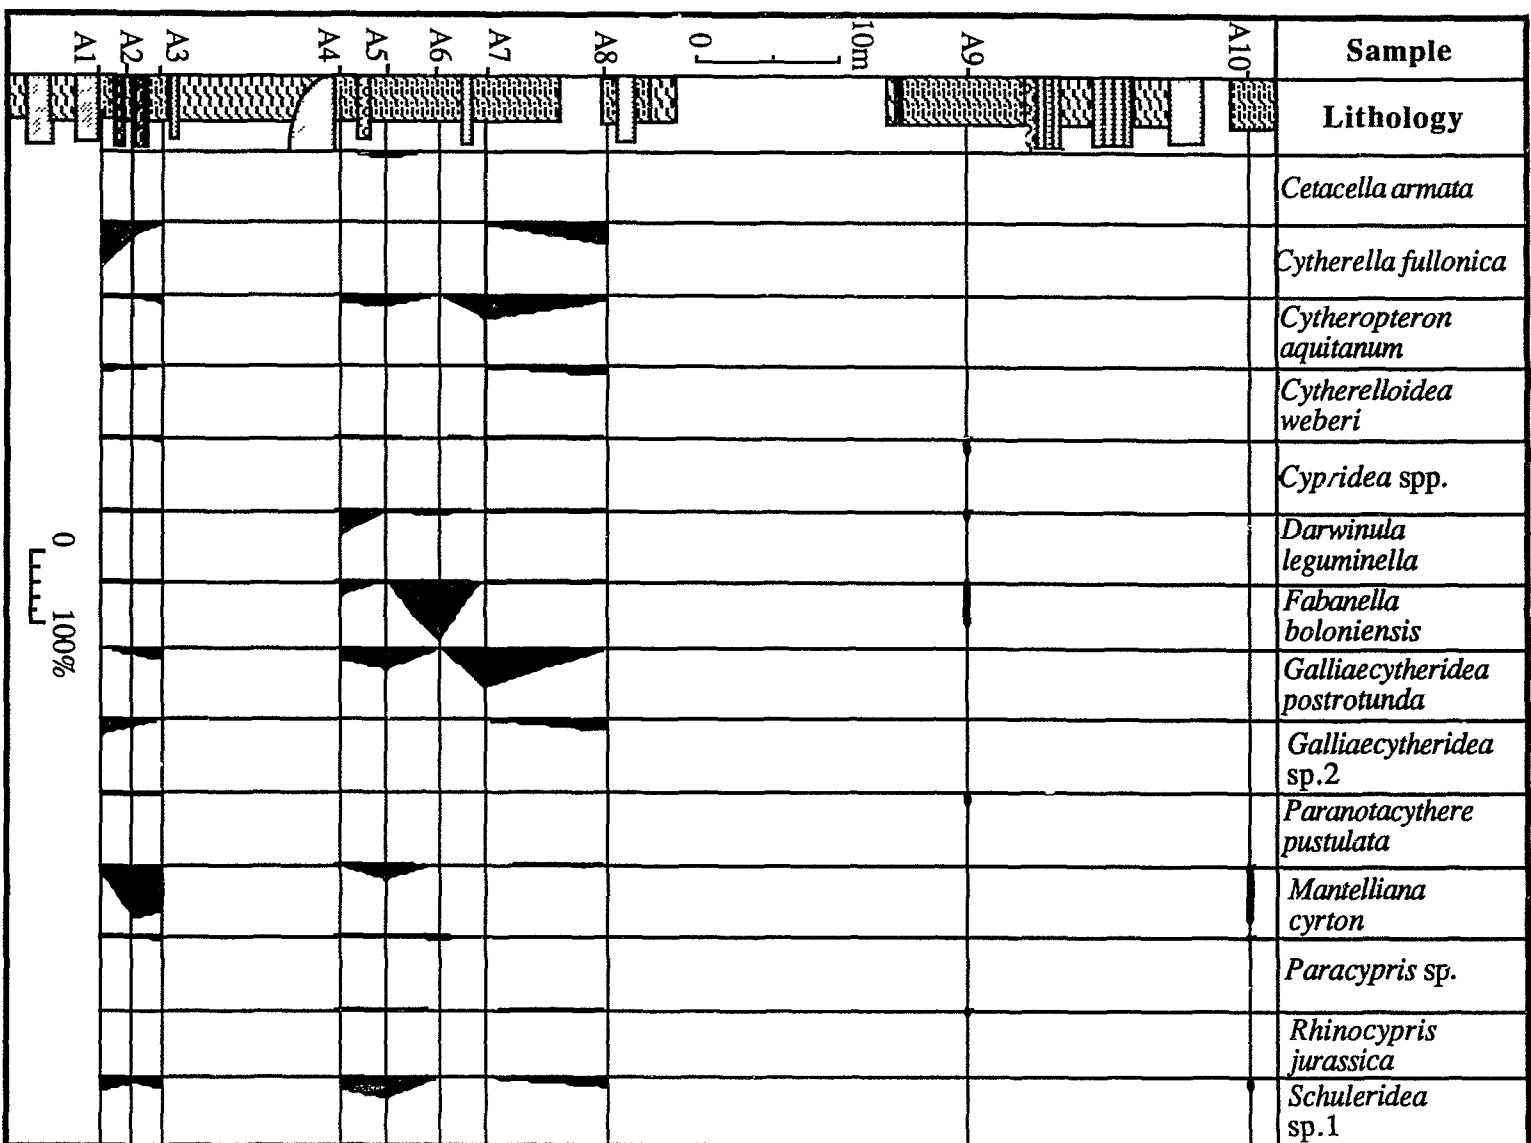 A1
A2
A3
A4
A5
A6
A7
A8
0
10m
A9
A10
Sample
Lithology
Cetacella armata
Cytherella fullonica
Cytheropteron
aquitanum
Cytherelloidea
weberi
Cypridea spp.
Darwinula
leguminella
Fabanella
boloniensis
Galliaecytheridea
postrotunda
Galliaecytheridea
sp.2
Paranotacythere
pustulata
Mantelliana
cyrton
Paracypris sp.
Rhinocypris
jurassica
Schuleridea
sp.1
0
100%